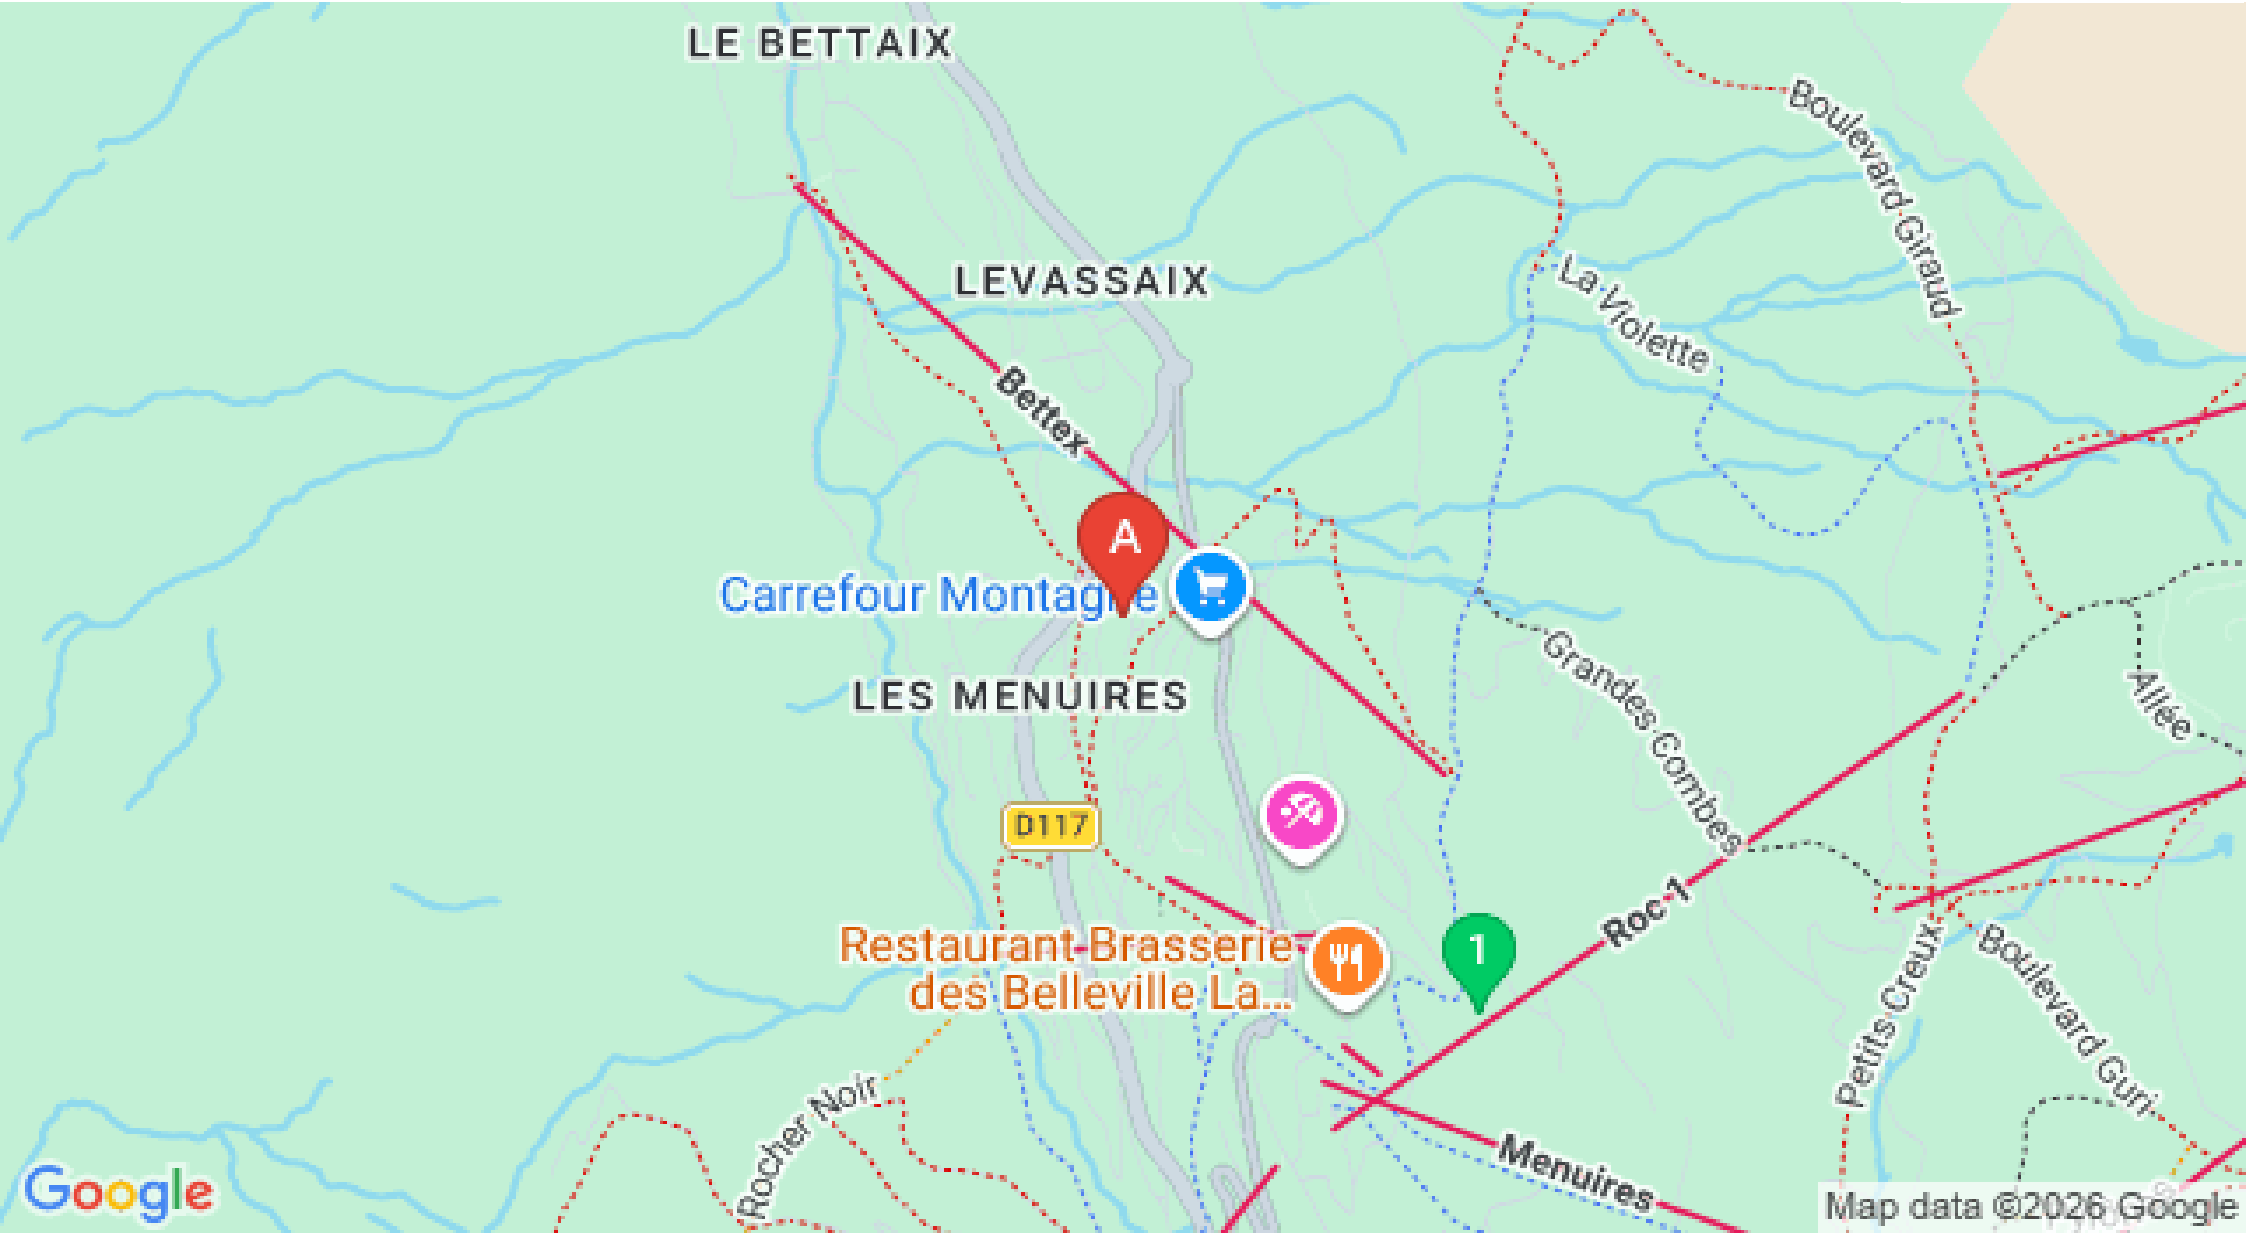 LE BETTAIX
Boulevard Giraud
LEVASSAIX
La Violette
Bettex
A
Carrefour Montagne
Grandes Combes
LES MENUIRES
Allée
D117
Roc 1
Restaurant Brasserie
des Belleville La...
1
Petits Creux
Boulevard Guri
Rocher Noir
Menuires
Google
Map data ©2026 Google